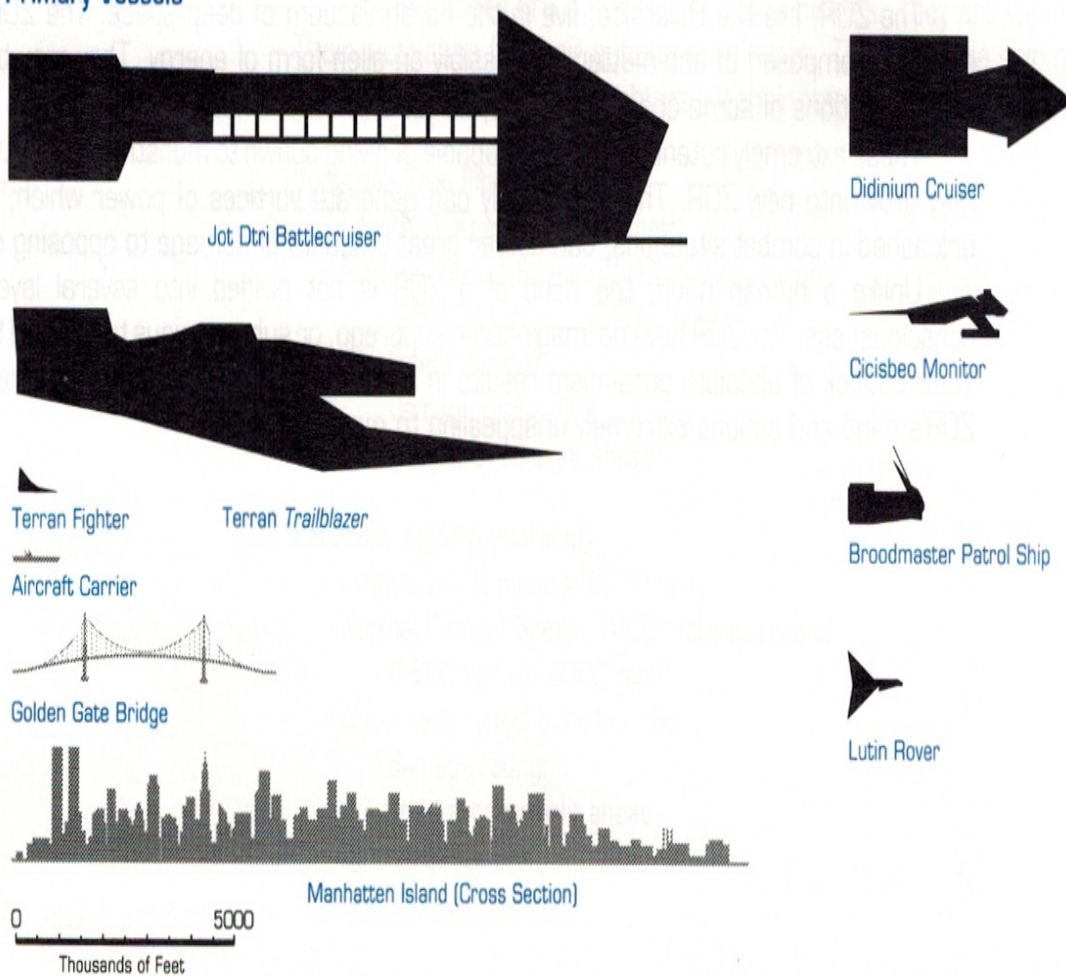 Primary Vessels
Jot Dtri Battlecruiser
Didinium Cruiser
Cicisbeo Monitor
Terran Fighter
Terran Trailblazer
Aircraft Carrier
Broodmaster Patrol Ship
Golden Gate Bridge
Lutin Rover
Manhatten Island (Cross Section)
0 5000
Thousands of Feet